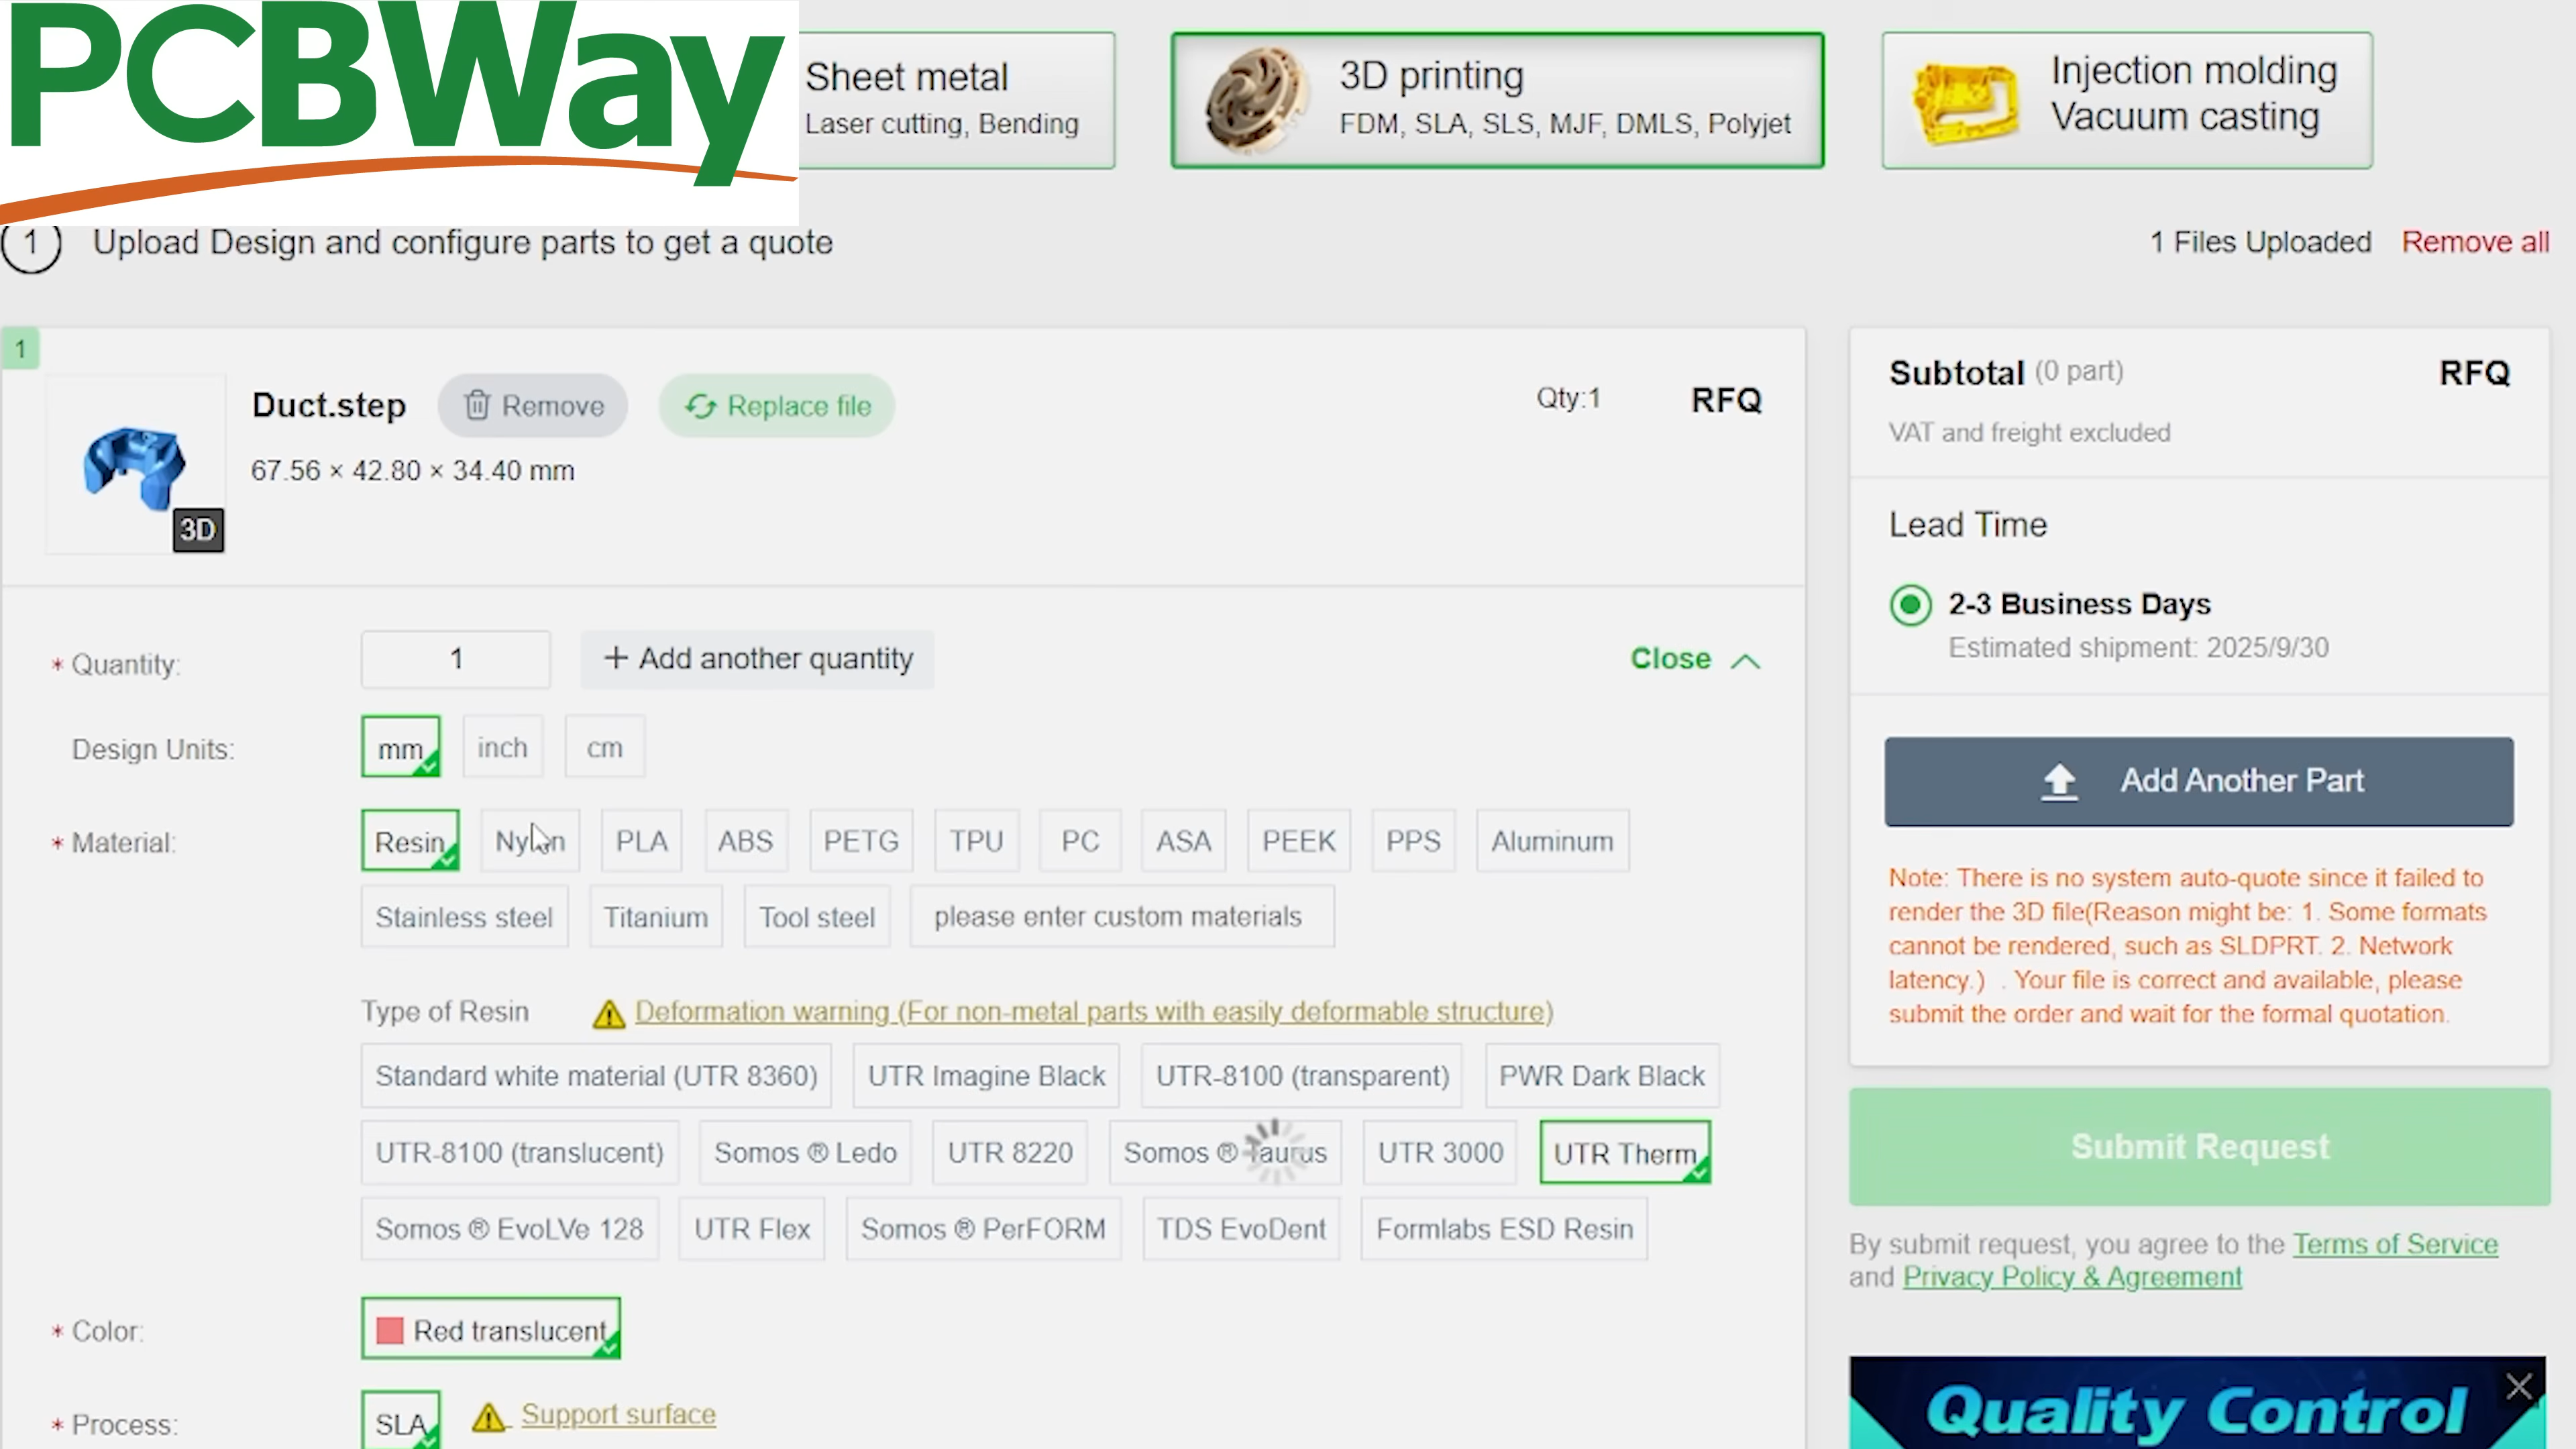 PCBWay
Sheet metal
Laser cutting, Bending
3D printing
FDM, SLA, SLS, MJF, DMLS, Polyjet
Injection molding
Vacuum casting
1 Upload Design and configure parts to get a quote
1 Files Uploaded Remove all
1
Duct.step Remove Replace file Qty:1 RFQ
67.56 × 42.80 × 34.40 mm
3D
* Quantity: 1 + Add another quantity Close
Design Units: mm inch cm
* Material: Resin Nylon PLA ABS PETG TPU PC ASA PEEK PPS Aluminum
Stainless steel Titanium Tool steel please enter custom materials
Type of Resin Deformation warning (For non-metal parts with easily deformable structure)
Standard white material (UTR 8360) UTR Imagine Black UTR-8100 (transparent) PWR Dark Black
UTR-8100 (translucent) Somos ® Ledo UTR 8220 Somos ® Taurus UTR 3000 UTR Therm
Somos ® EvoLVe 128 UTR Flex Somos ® PerFORM TDS EvoDent Formlabs ESD Resin
* Color: Red translucent
* Process: SLA Support surface
Subtotal (0 part) RFQ
VAT and freight excluded
Lead Time
2-3 Business Days
Estimated shipment: 2025/9/30
Add Another Part
Note: There is no system auto-quote since it failed to
render the 3D file(Reason might be: 1. Some formats
cannot be rendered, such as SLDPRT. 2. Network
latency.) . Your file is correct and available, please
submit the order and wait for the formal quotation.
Submit Request
By submit request, you agree to the Terms of Service
and Privacy Policy & Agreement
Quality Control